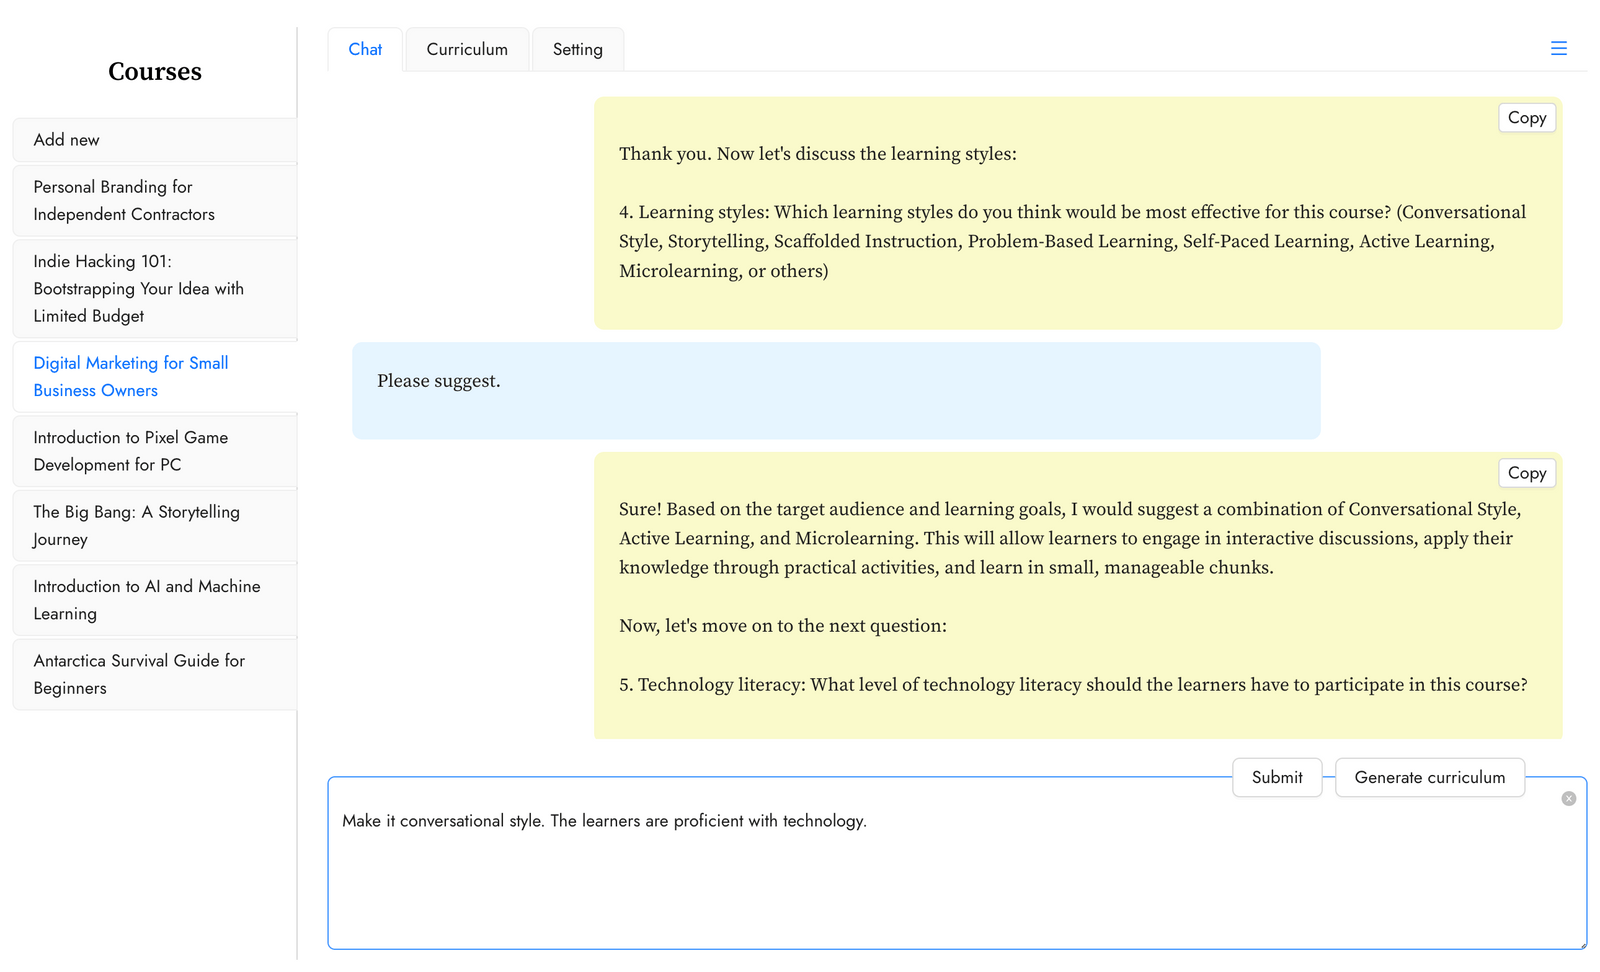 Courses
Add new
Personal Branding for
Independent Contractors
Indie Hacking 101:
Bootstrapping Your Idea with
Limited Budget
Digital Marketing for Small
Business Owners
Introduction to Pixel Game
Development for PC
The Big Bang: A Storytelling
Journey
Introduction to AI and Machine
Learning
Antarctica Survival Guide for
Beginners
Chat
Curriculum
Setting
Copy
Thank you. Now let's discuss the learning styles:
4. Learning styles: Which learning styles do you think would be most effective for this course? (Conversational
Style, Storytelling, Scaffolded Instruction, Problem-Based Learning, Self-Paced Learning, Active Learning,
Microlearning, or others)
Please suggest.
Copy
Sure! Based on the target audience and learning goals, I would suggest a combination of Conversational Style,
Active Learning, and Microlearning. This will allow learners to engage in interactive discussions, apply their
knowledge through practical activities, and learn in small, manageable chunks.
Now, let's move on to the next question:
5. Technology literacy: What level of technology literacy should the learners have to participate in this course?
Submit
Generate curriculum
Make it conversational style. The learners are proficient with technology.